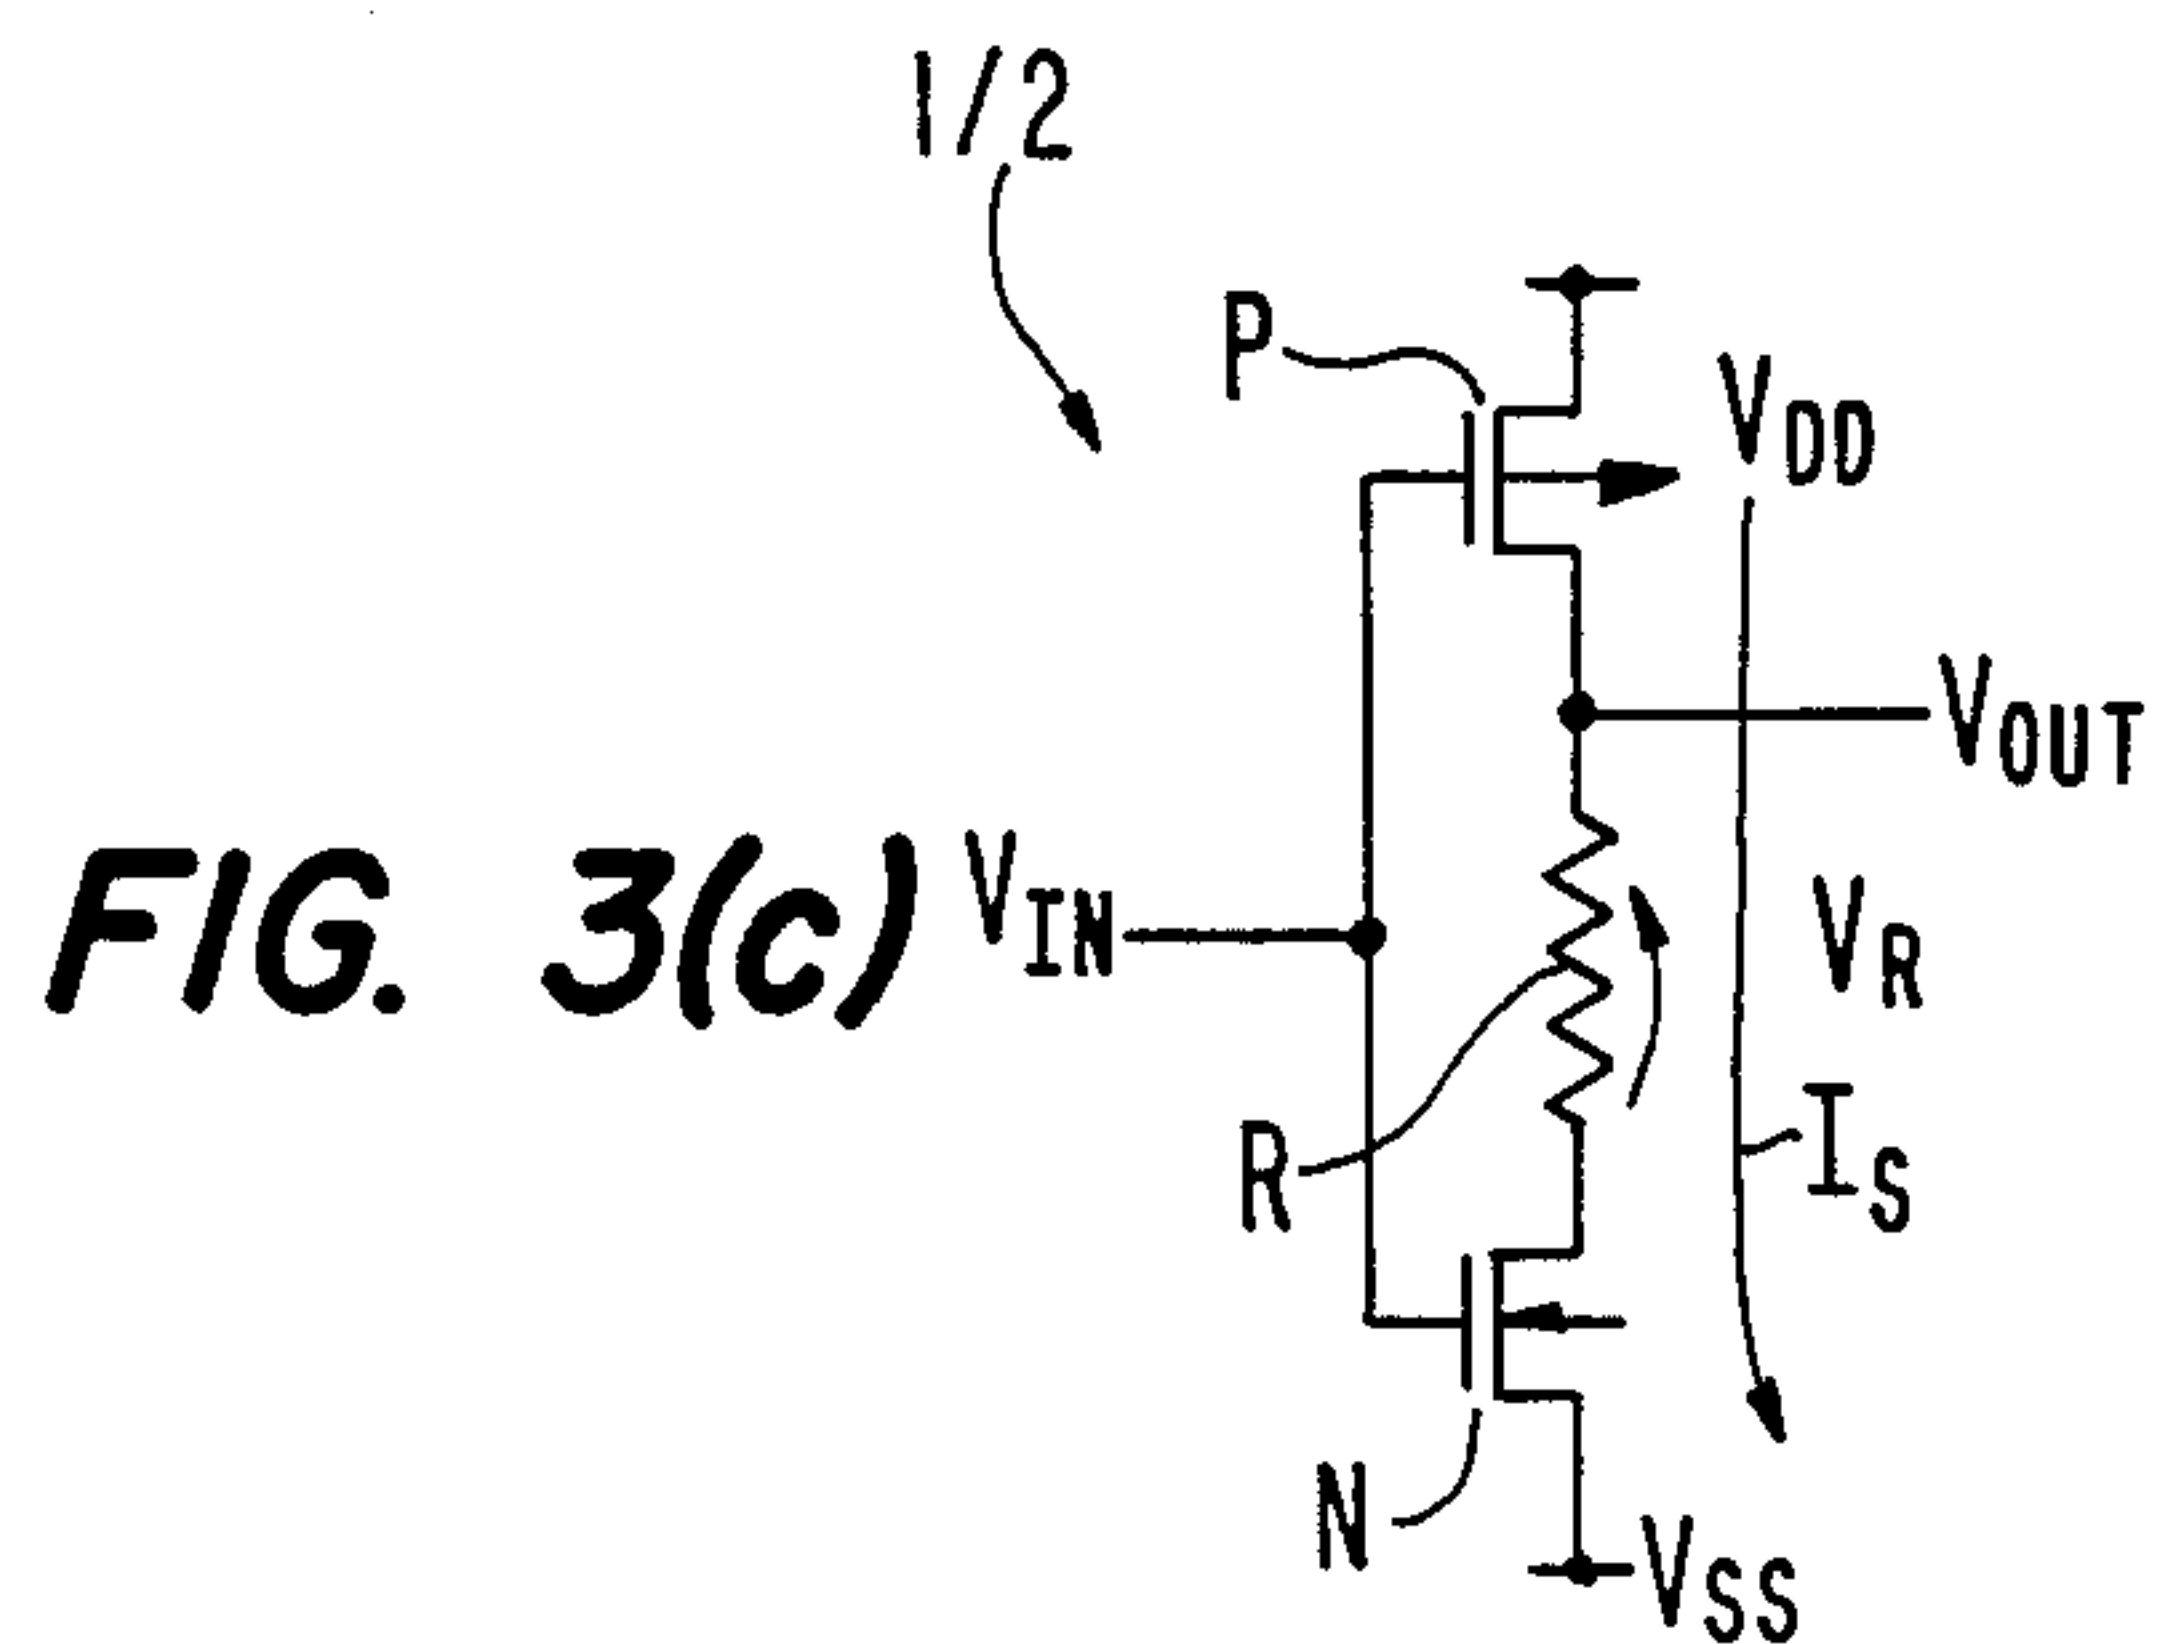 1/2
P
VDD
VOUT
FIG. 3(c)
VIN
VR
R
IS
N
VSS